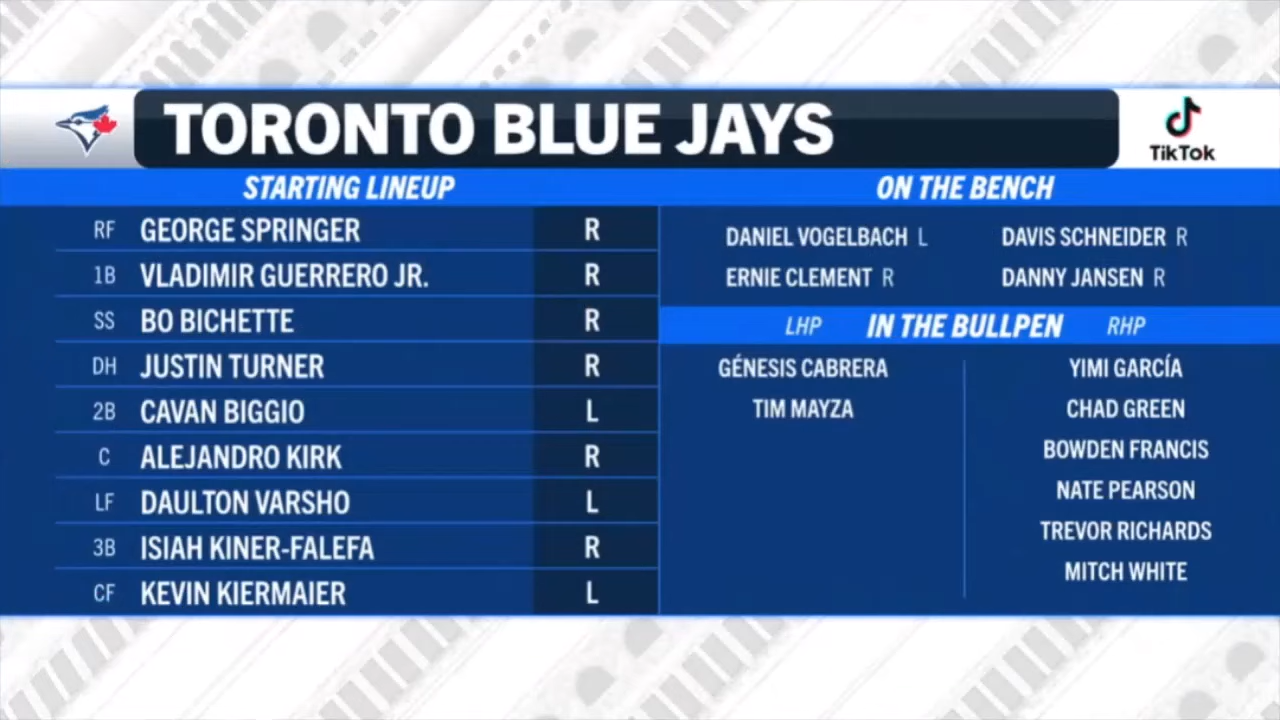 TORONTO BLUE JAYS
TikTok
STARTING LINEUP
RF GEORGE SPRINGER R
1B VLADIMIR GUERRERO JR. R
SS BO BICHETTE R
DH JUSTIN TURNER R
2B CAVAN BIGGIO L
C ALEJANDRO KIRK R
LF DAULTON VARSHO L
3B ISIAH KINER-FALEFA R
CF KEVIN KIERMAIER L
ON THE BENCH
DANIEL VOGELBACH L DAVIS SCHNEIDER R
ERNIE CLEMENT R DANNY JANSEN R
LHP IN THE BULLPEN RHP
GÉNESIS CABRERA YIMI GARCÍA
TIM MAYZA CHAD GREEN
BOWDEN FRANCIS
NATE PEARSON
TREVOR RICHARDS
MITCH WHITE